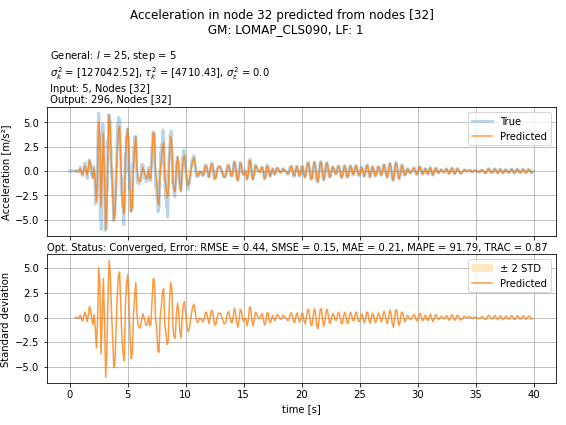 Acceleration in node 32 predicted from nodes [32]
GM: LOMAP_CLS090, LF: 1
General: l = 25, step = 5
σ²ₖ = [127042.52], τ²ₖ = [4710.43], σ²ₑ = 0.0
Input: 5, Nodes [32]
Output: 296, Nodes [32]
Acceleration [m/s²]
5.0
2.5
0.0
−2.5
−5.0
True
Predicted
Opt. Status: Converged, Error: RMSE = 0.44, SMSE = 0.15, MAE = 0.21, MAPE = 91.79, TRAC = 0.87
Standard deviation
5.0
2.5
0.0
−2.5
−5.0
± 2 STD
Predicted
0 5 10 15 20 25 30 35 40
time [s]